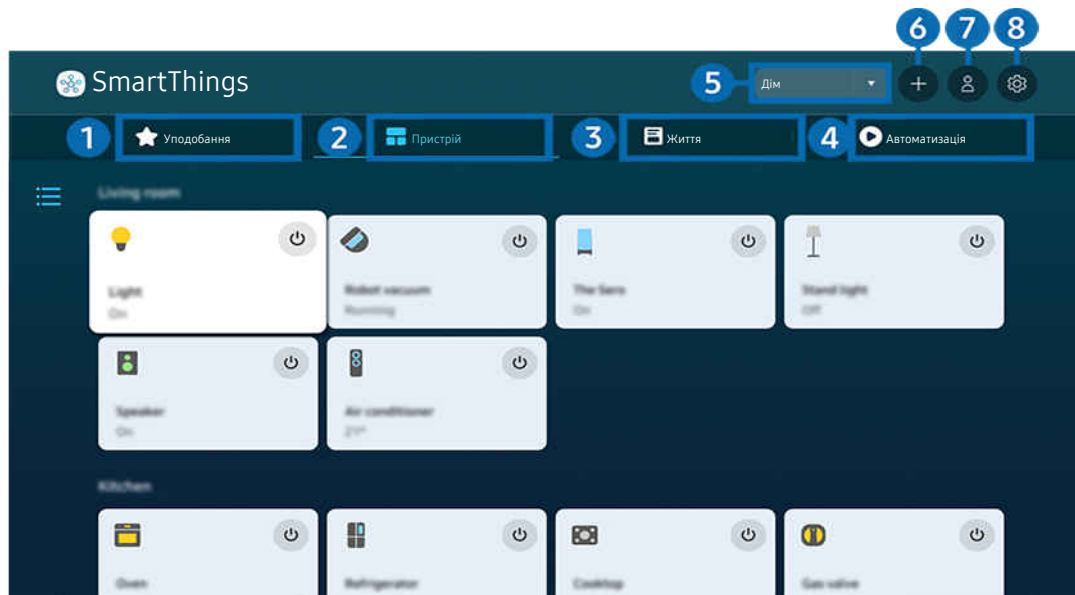 6 7 8
SmartThings 5 Дім
1 Уподобання 2 Пристрій 3 Життя 4 Автоматизація
Living room
Light
On
Robot vacuum
Running
The Sero
On
Stand light
Off
Speaker
On
Air conditioner
21°
Kitchen
Oven
Refrigerator
Cooktop
Gas valve